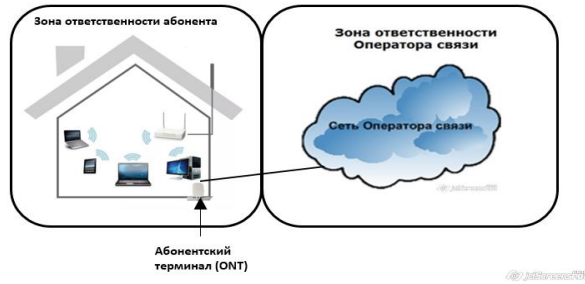 Зона ответственности абонента
Зона ответственности
Оператора связи
Сеть Оператора связи
Абонентский
терминал (ONT)